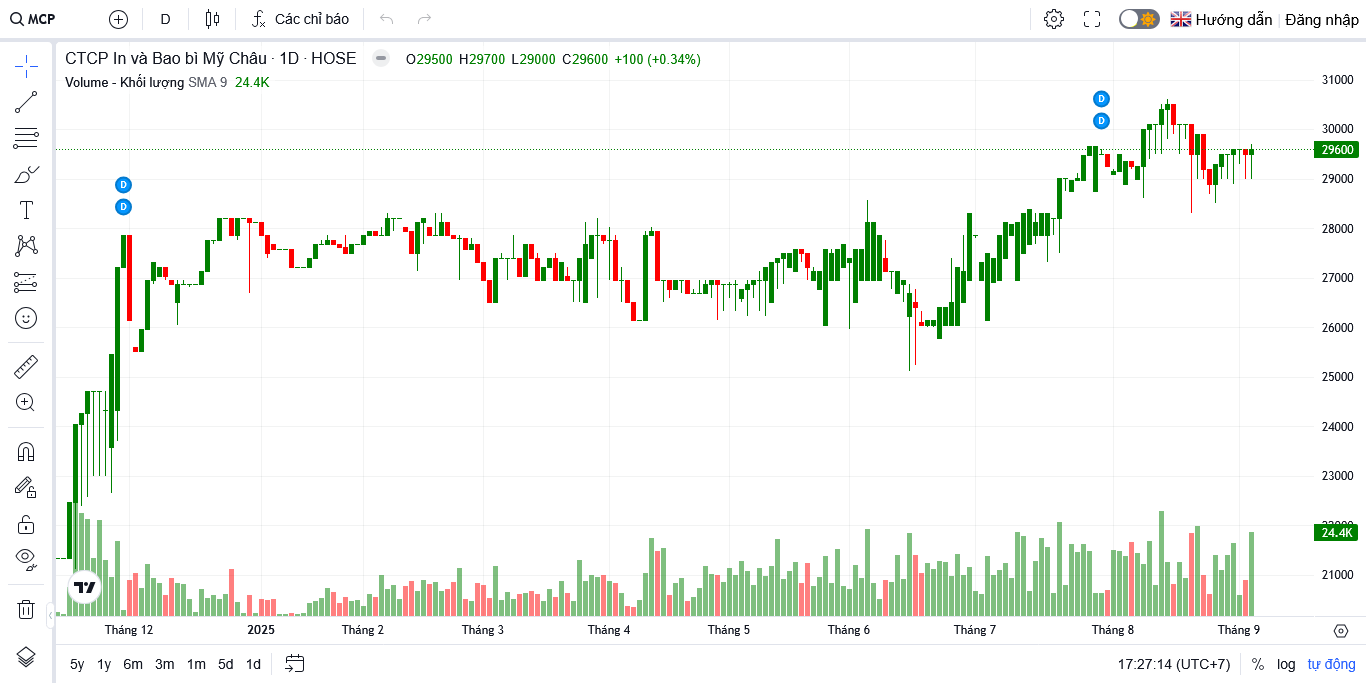 MCP D Các chỉ báo Hướng dẫn Đăng nhập
CTCP In và Bao bì Mỹ Châu · 1D · HOSE O29500 H29700 L29000 C29600 +100 (+0.34%)
Volume - Khối lượng SMA 9 24.4K
31000
D
D
30000
29600
29000
D
D
28000
27000
26000
25000
24000
23000
24.4K
21000
Tháng 12 2025 Tháng 2 Tháng 3 Tháng 4 Tháng 5 Tháng 6 Tháng 7 Tháng 8 Tháng 9
5y 1y 6m 3m 1m 5d 1d 17:27:14 (UTC+7) % log tự động